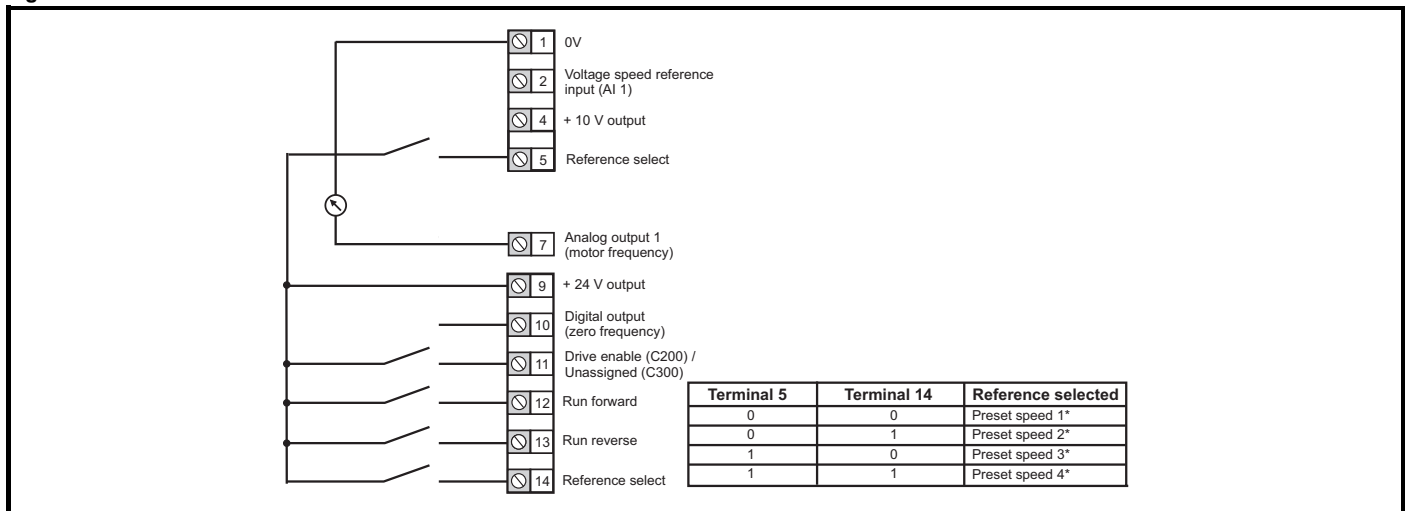 1 0V
2 Voltage speed reference
input (AI 1)
4 + 10 V output
5 Reference select
7 Analog output 1
(motor frequency)
9 + 24 V output
10 Digital output
(zero frequency)
11 Drive enable (C200) /
Unassigned (C300)
12 Run forward
13 Run reverse
14 Reference select
Terminal 5 Terminal 14 Reference selected
0 0 Preset speed 1*
0 1 Preset speed 2*
1 0 Preset speed 3*
1 1 Preset speed 4*